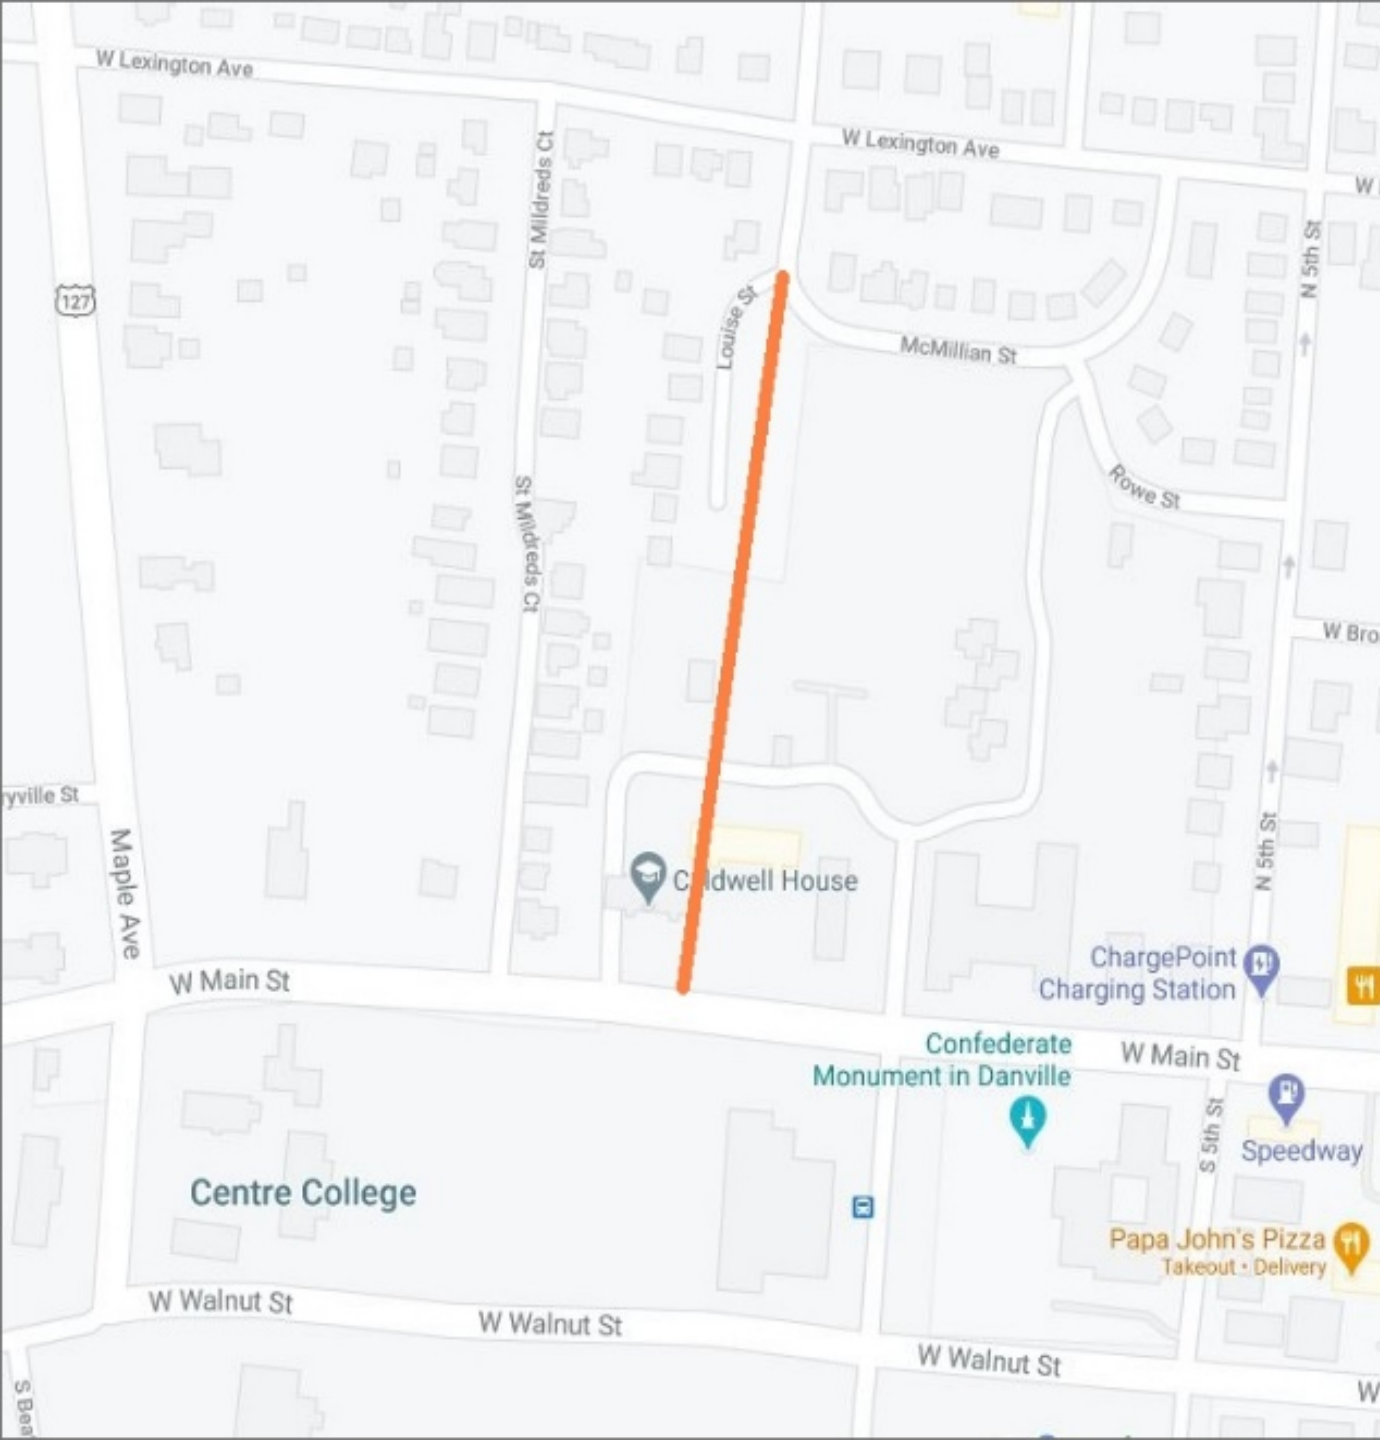 W Lexington Ave
W Lexington Ave
W
St Mildreds Ct
N 5th St
127
Louise St
McMillian St
Rowe St
St Mildreds Ct
W Bro
ryville St
Maple Ave
N 5th St
Caldwell House
ChargePoint
Charging Station
W Main St
Confederate
Monument in Danville
W Main St
S 5th St
Speedway
Centre College
Papa John's Pizza
Takeout • Delivery
W Walnut St
W Walnut St
W Walnut St
W
S Bea